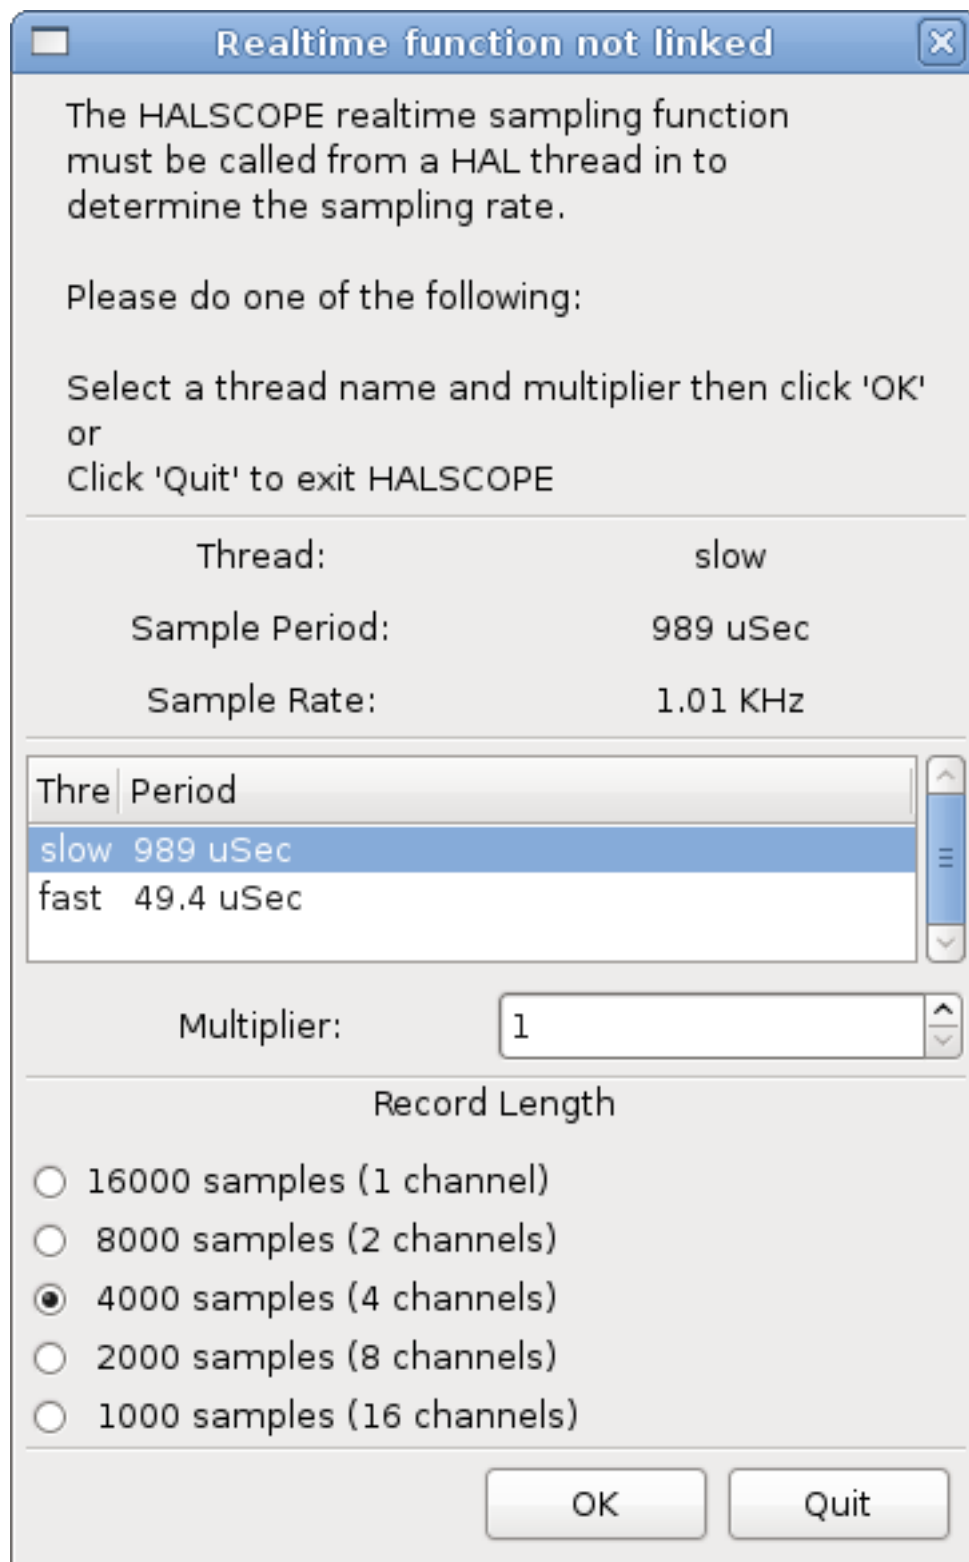 Realtime function not linked
The HALSCOPE realtime sampling function
must be called from a HAL thread in to
determine the sampling rate.
Please do one of the following:
Select a thread name and multiplier then click 'OK'
or
Click 'Quit' to exit HALSCOPE
Thread: slow
Sample Period: 989 uSec
Sample Rate: 1.01 KHz
Thre Period
slow 989 uSec
fast 49.4 uSec
Multiplier: 1
Record Length
16000 samples (1 channel)
8000 samples (2 channels)
4000 samples (4 channels)
2000 samples (8 channels)
1000 samples (16 channels)
OK Quit